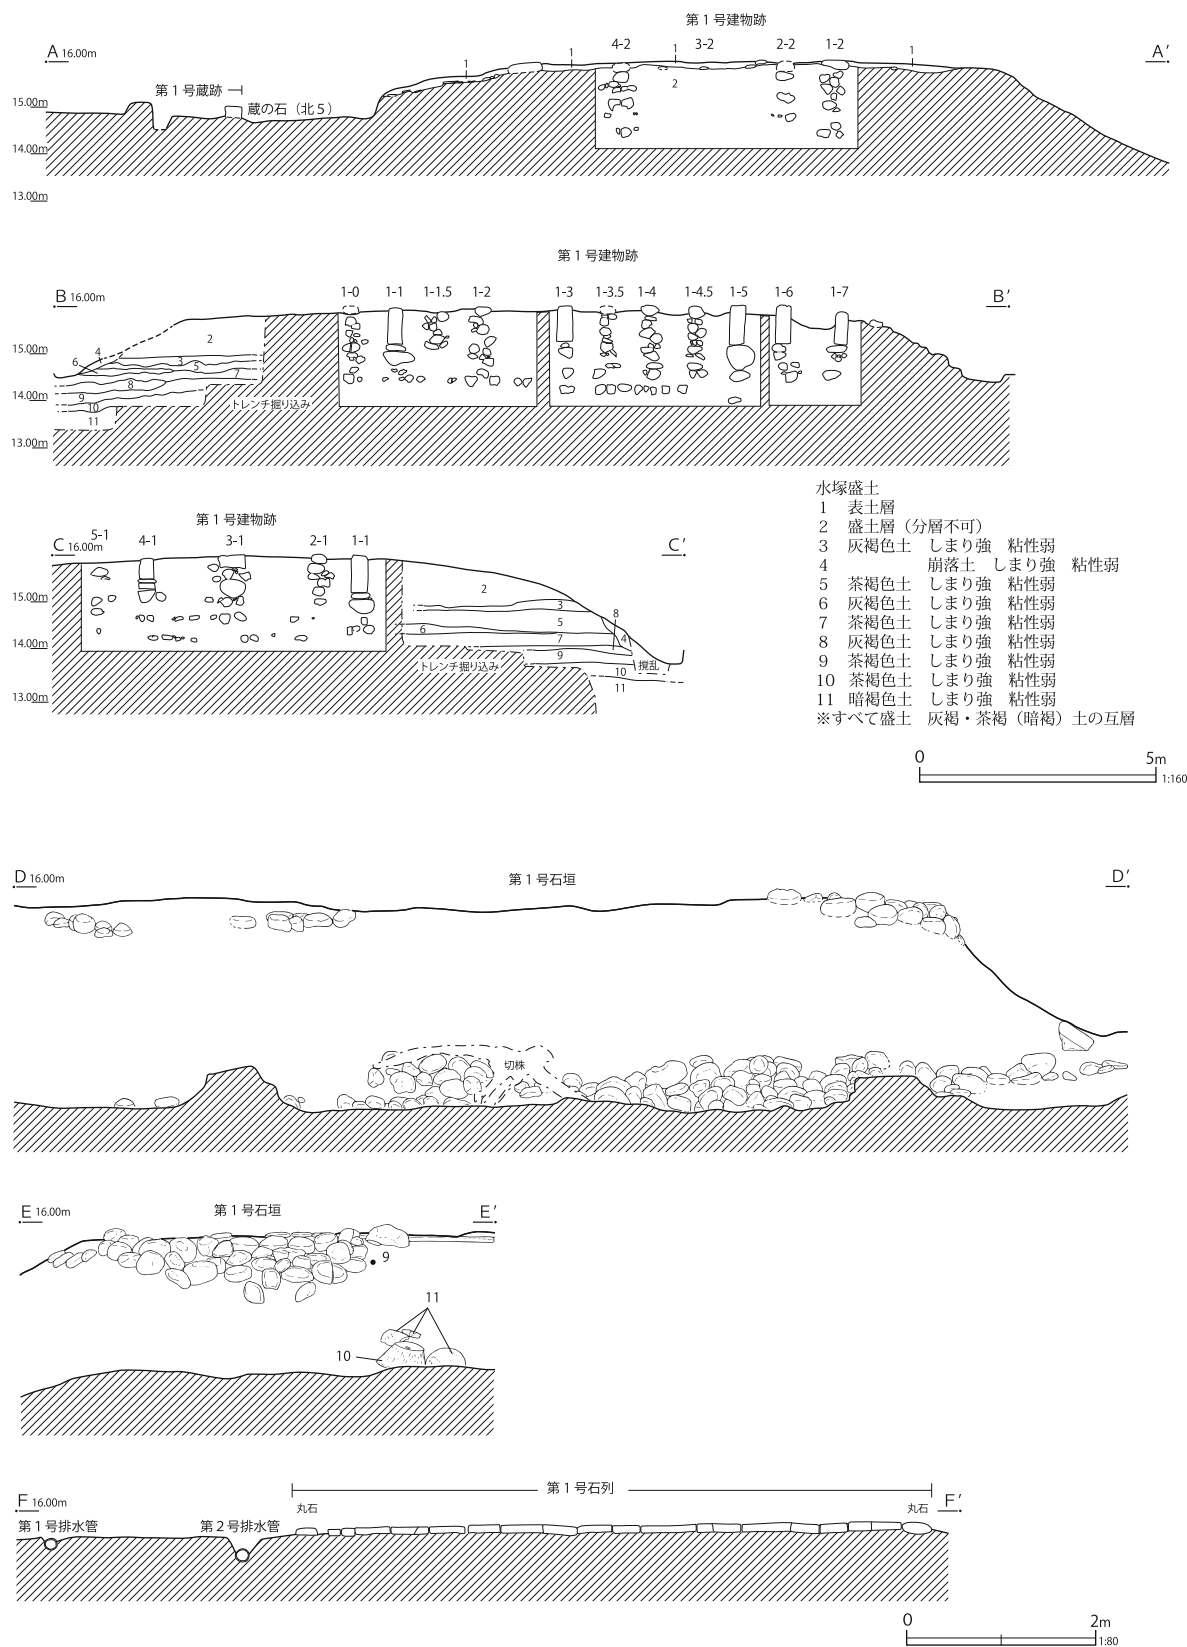 第１号建物跡
A 16.00m
4-2 3-2 2-2 1-2
A′
1 1 1 1
第１号蔵跡
蔵の石（北５）
2
15.00m
14.00m
13.00m
第１号建物跡
B 16.00m
1-0 1-1 1-1.5 1-2 1-3 1-3.5 1-4 1-4.5 1-5 1-6 1-7
B′
2
15.00m
4
6
3
5
7
8
14.00m
9
10
11
トレンチ掘り込み
13.00m
第１号建物跡
C 16.00m
5-1 4-1 3-1 2-1 1-1
C′
15.00m
2
3
8
5
6
7
4
14.00m
9
トレンチ掘り込み
撹乱
10
11
13.00m
水塚盛土
1 表土層
2 盛土層（分層不可）
3 灰褐色土 しまり強 粘性弱
4 崩落土 しまり強 粘性弱
5 茶褐色土 しまり強 粘性弱
6 灰褐色土 しまり強 粘性弱
7 茶褐色土 しまり強 粘性弱
8 灰褐色土 しまり強 粘性弱
9 茶褐色土 しまり強 粘性弱
10 茶褐色土 しまり強 粘性弱
11 暗褐色土 しまり強 粘性弱
※すべて盛土 灰褐・茶褐（暗褐）土の互層
0 5m
1:160
D 16.00m
第１号石垣
D′
切株
E 16.00m
第１号石垣
E′
9
11
10
第１号石列
F 16.00m
丸石
丸石
F′
第１号排水管
第２号排水管
0 2m
1:80